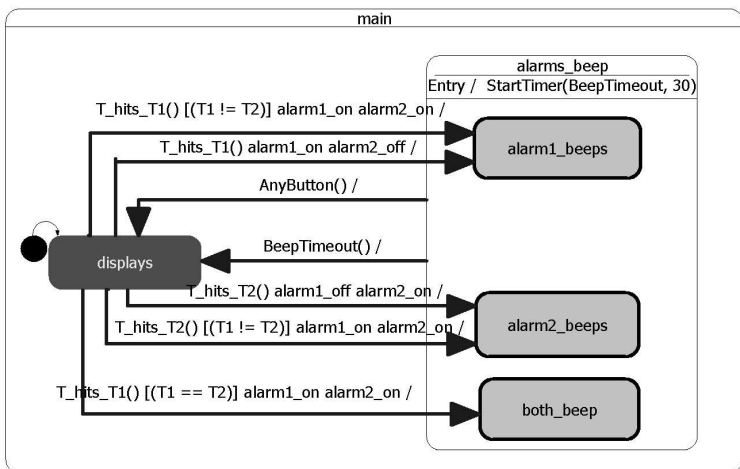 main
alarms_beep
Entry / StartTimer(BeepTimeout, 30)
T_hits_T1() [(T1 != T2)] alarm1_on alarm2_on /
alarm1_beeps
T_hits_T1() alarm1_on alarm2_off /
AnyButton() /
BeepTimeout() /
displays
T_hits_T2() alarm1_off alarm2_on /
alarm2_beeps
T_hits_T2() [(T1 != T2)] alarm1_on alarm2_on /
T_hits_T1() [(T1 == T2)] alarm1_on alarm2_on /
both_beep